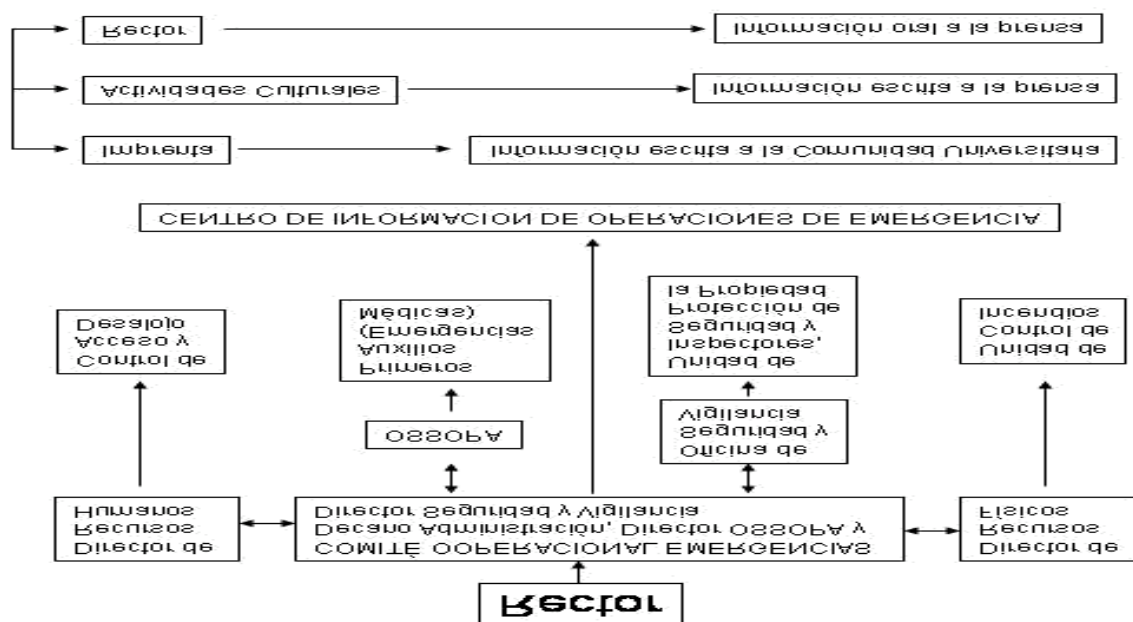 Rector
Director de
Recursos
Humanos
COMITÉ OOPERACIONAL EMERGENCIAS
Decano Administración, Director OSSOPA y
Director Seguridad y Vigilancia
Director de
Recursos
Físicos
OSSOPA
Oficina de
Seguridad y
Vigilancia
Control de
Acceso y
Desalojo
Primeros
Auxilios
(Emergencias
Médicas)
Unidad de
Inspectores,
Seguridad y
Protección de
la Propiedad
Unidad de
Control de
Incendios
CENTRO DE INFORMACION DE OPERACIONES DE EMERGENCIA
Imprenta
Información escrita a la Comunidad Universitaria
Actividades Culturales
Información escrita a la prensa
Rector
Información oral a la prensa